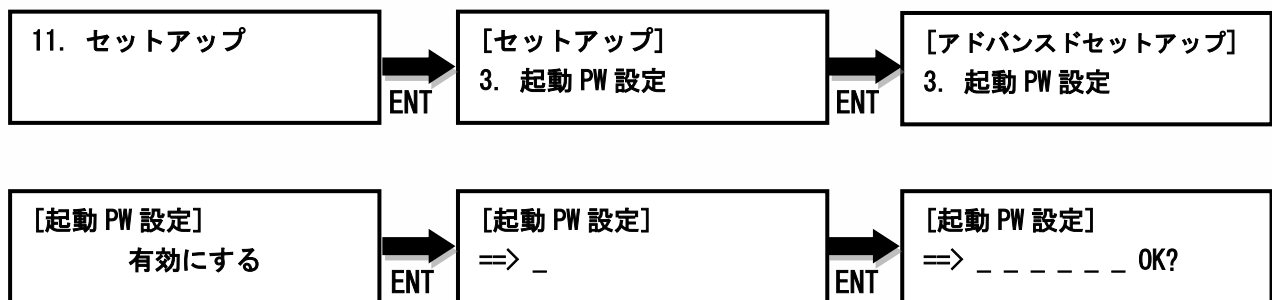 11. セットアップ
ENT
[セットアップ]
3. 起動 PW 設定
ENT
[アドバンスドセットアップ]
3. 起動 PW 設定
[起動 PW 設定]
有効にする
ENT
[起動 PW 設定]
==> _
ENT
[起動 PW 設定]
==> _ _ _ _ _ _ OK?